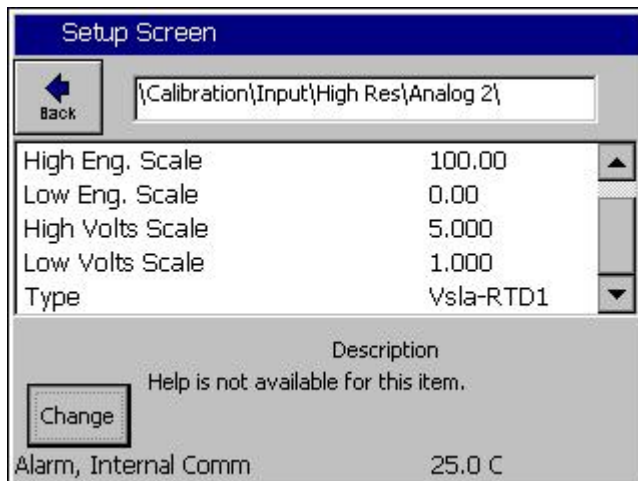 Setup Screen
Back
\Calibration\Input\High Res\Analog 2\
High Eng. Scale 100.00
Low Eng. Scale 0.00
High Volts Scale 5.000
Low Volts Scale 1.000
Type Vsla-RTD1
Description
Help is not available for this item.
Change
Alarm, Internal Comm 25.0 C